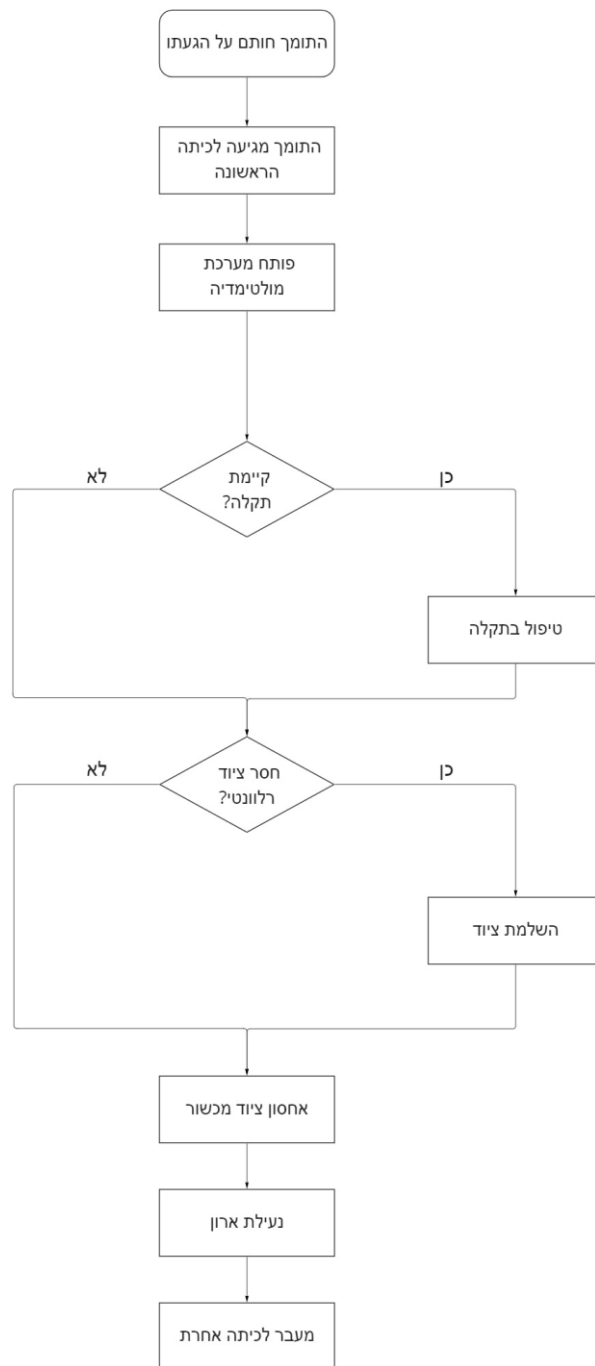 התומך חותם על הגעתו
התומך מגיעה לכיתה
הראשונה
פותח מערכת
מולטימדיה
קיימת
תקלה?
כן
לא
טיפול בתקלה
חסר ציוד
רלוונטי?
כן
לא
השלמת ציוד
אחסון ציוד מכשור
נעילת ארון
מעבר לכיתה אחרת